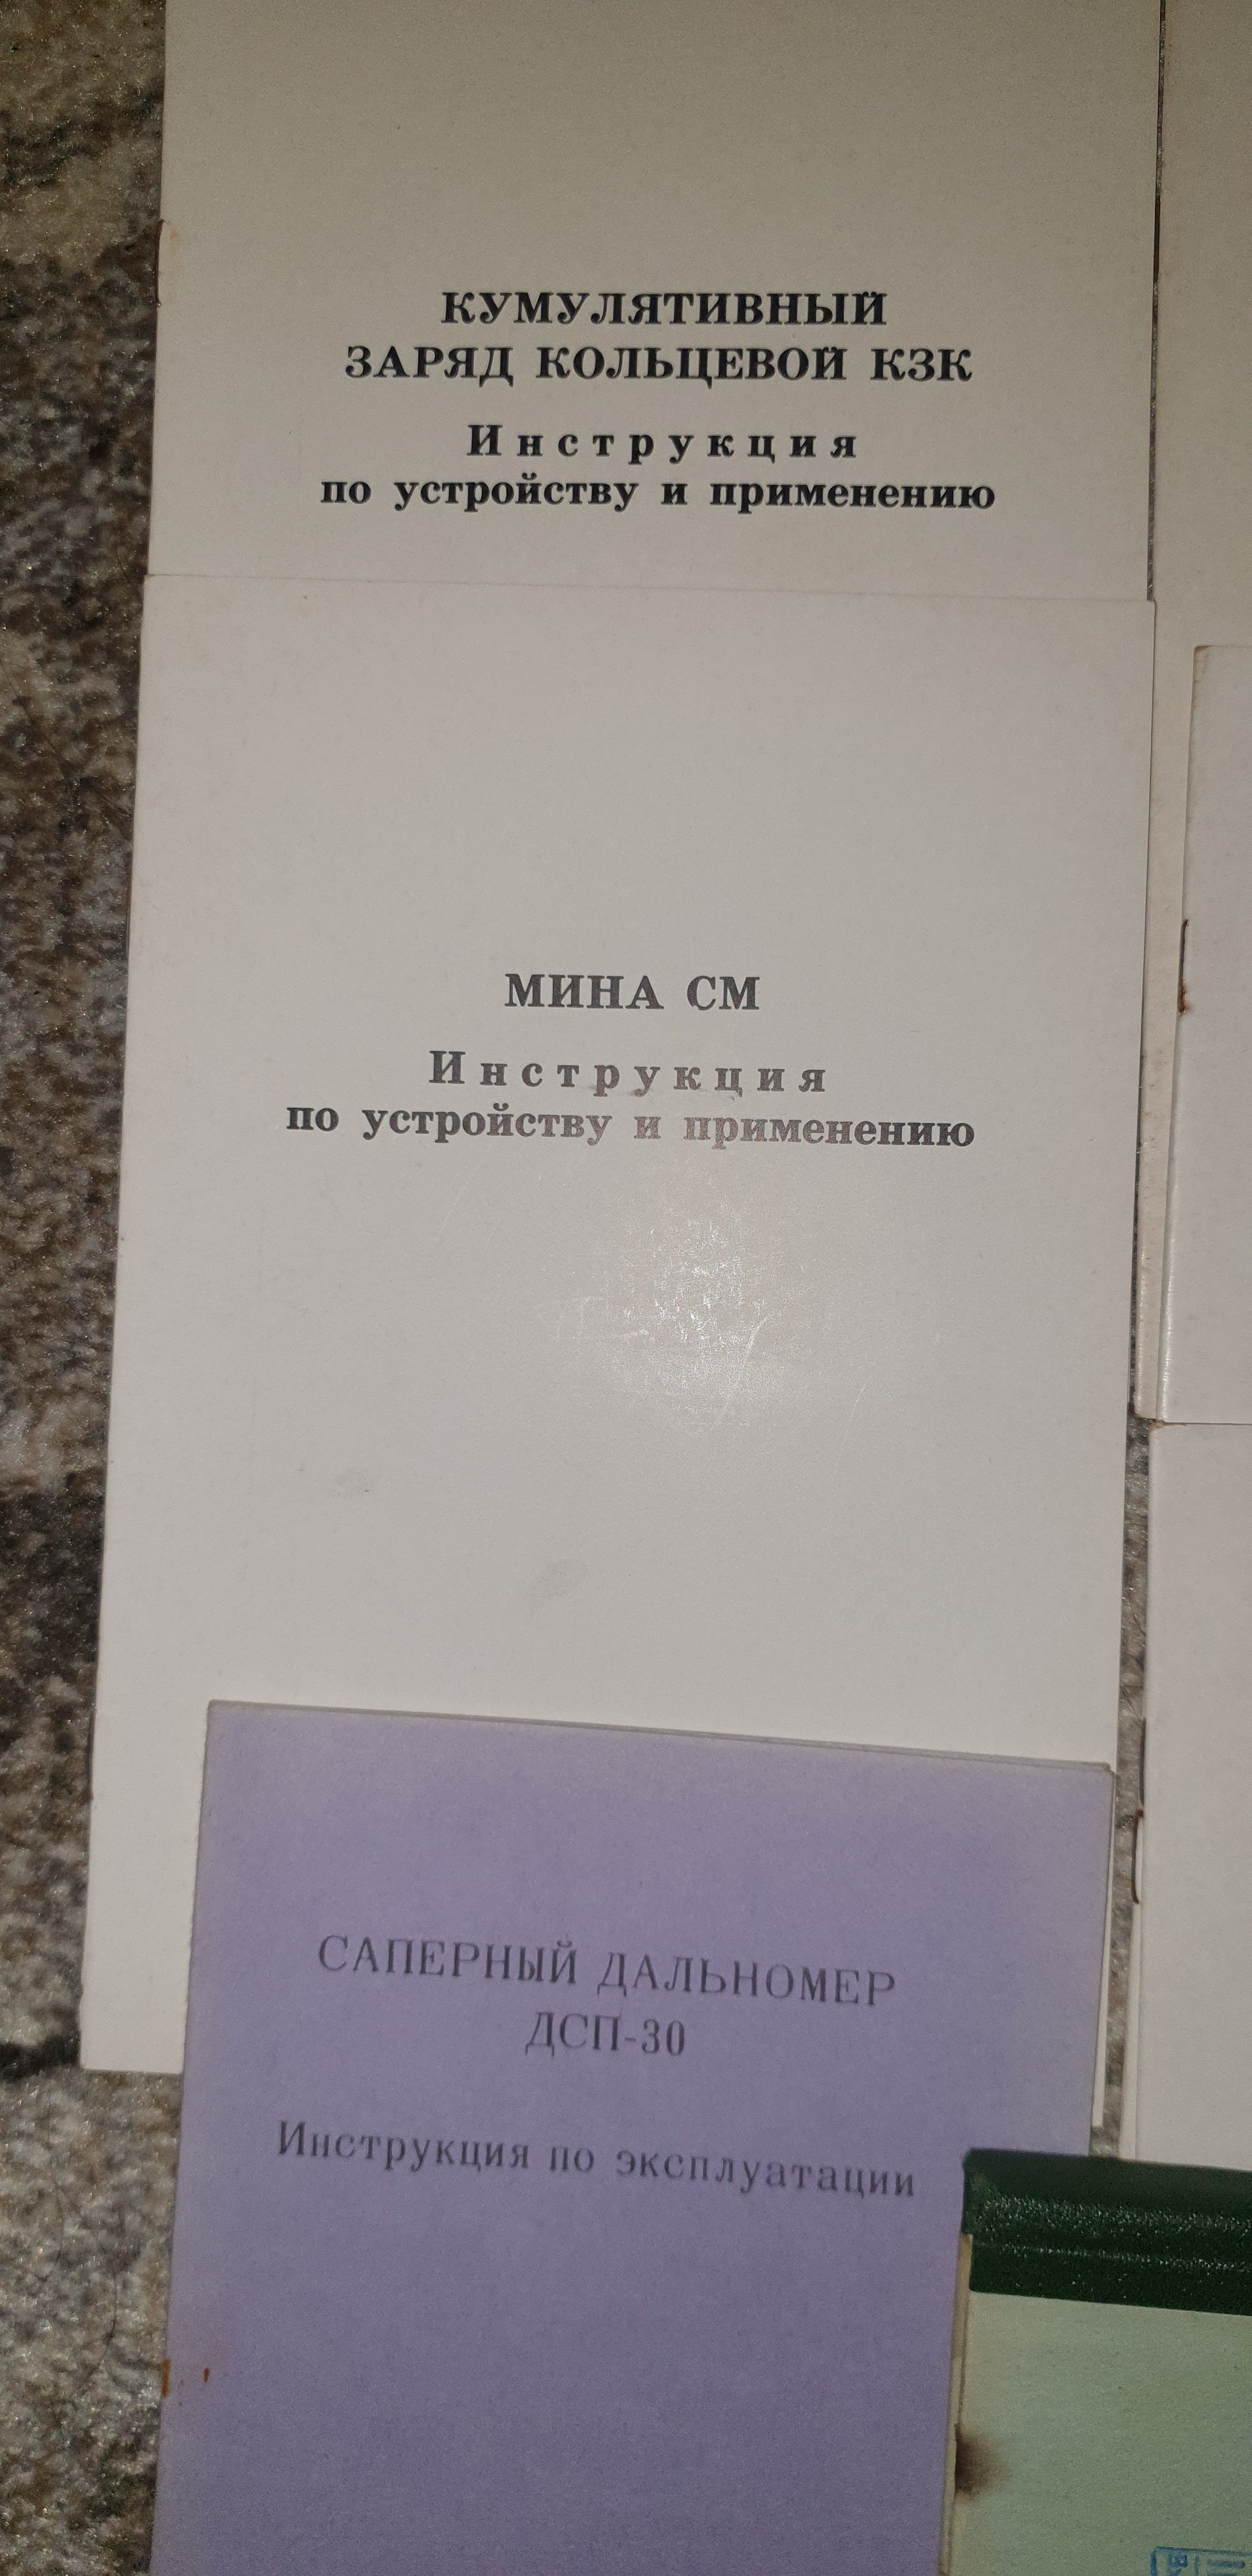 КУМУЛЯТИВНЫЙ
ЗАРЯД КОЛЬЦЕВОЙ КЗК
Инструкция
по устройству и применению
МИНА СМ
Инструкция
по устройству и применению
САПЕРНЫЙ ДАЛЬНОМЕР
ДСП-30
Инструкция по эксплуатации